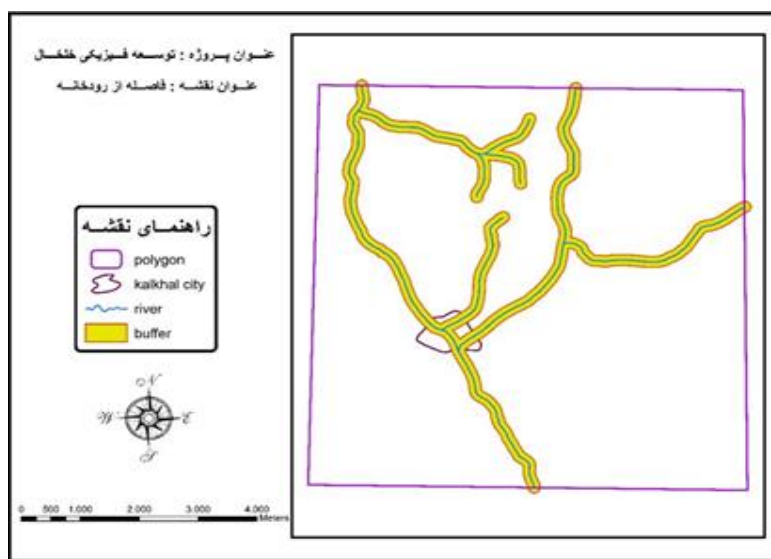 عنوان پروژه : توسعه فیزیکی خلخال
عنوان نقشه : فاصله از رودخانه
راهنمای نقشه
polygon
kalkhal city
river
buffer
N
W E
S
0 500 1.000 2.000 3.000 4.000
Meters